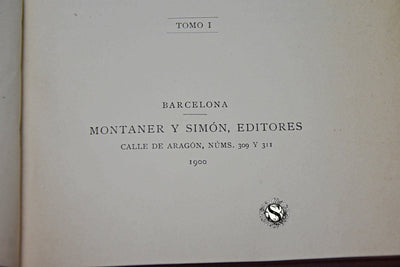 TOMO I
BARCELONA
MONTANER Y SIMÓN, EDITORES
CALLE DE ARAGÓN, NÚMS. 309 Y 311
1900
S